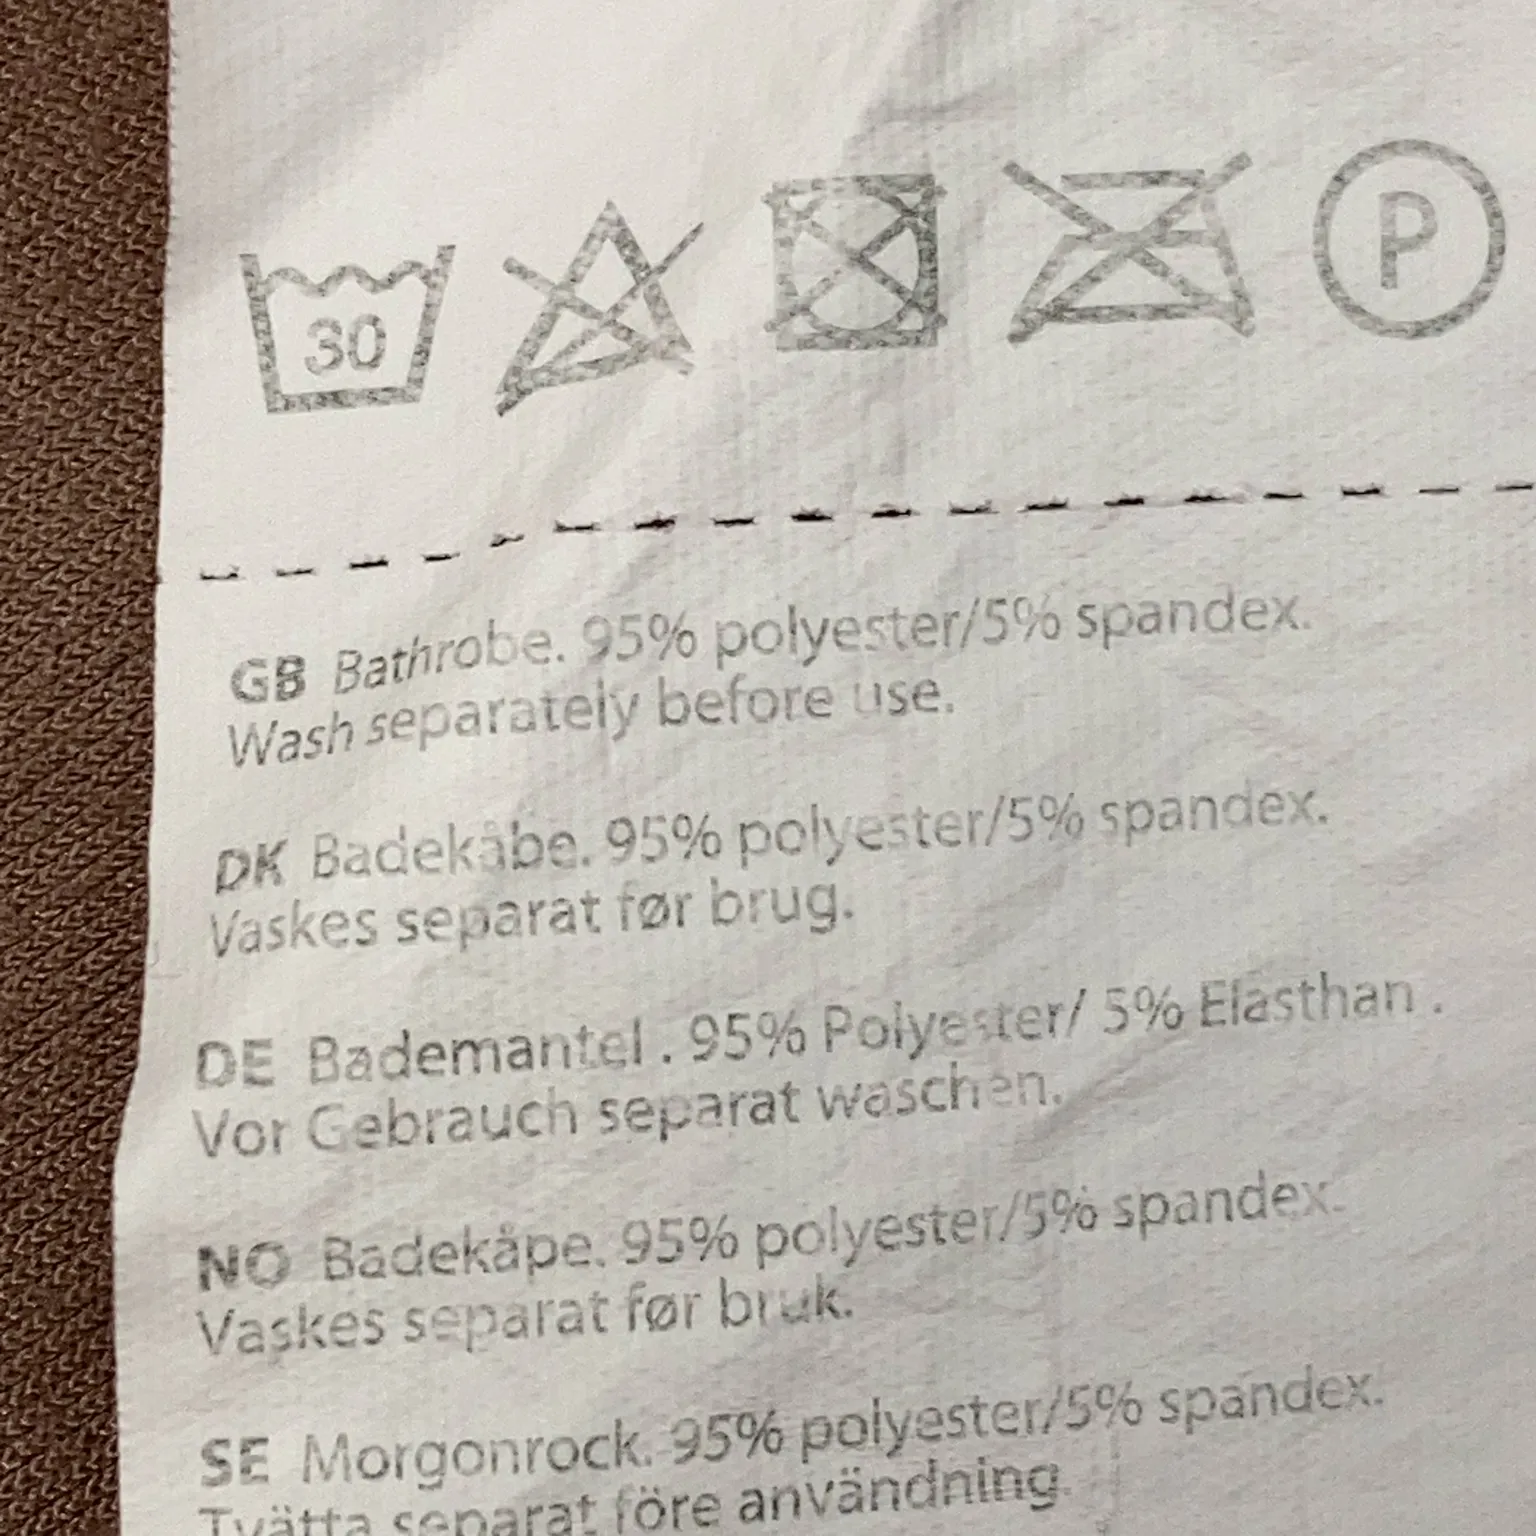 30
P
GB Bathrobe. 95% polyester/5% spandex.
Wash separately before use.
DK Badekåbe. 95% polyester/5% spandex.
Vaskes separat før brug.
DE Bademantel . 95% Polyester/ 5% Elasthan .
Vor Gebrauch separat waschen.
NO Badekåpe. 95% polyester/5% spandex.
Vaskes separat før bruk.
SE Morgonrock. 95% polyester/5% spandex.
Tvätta separat före användning